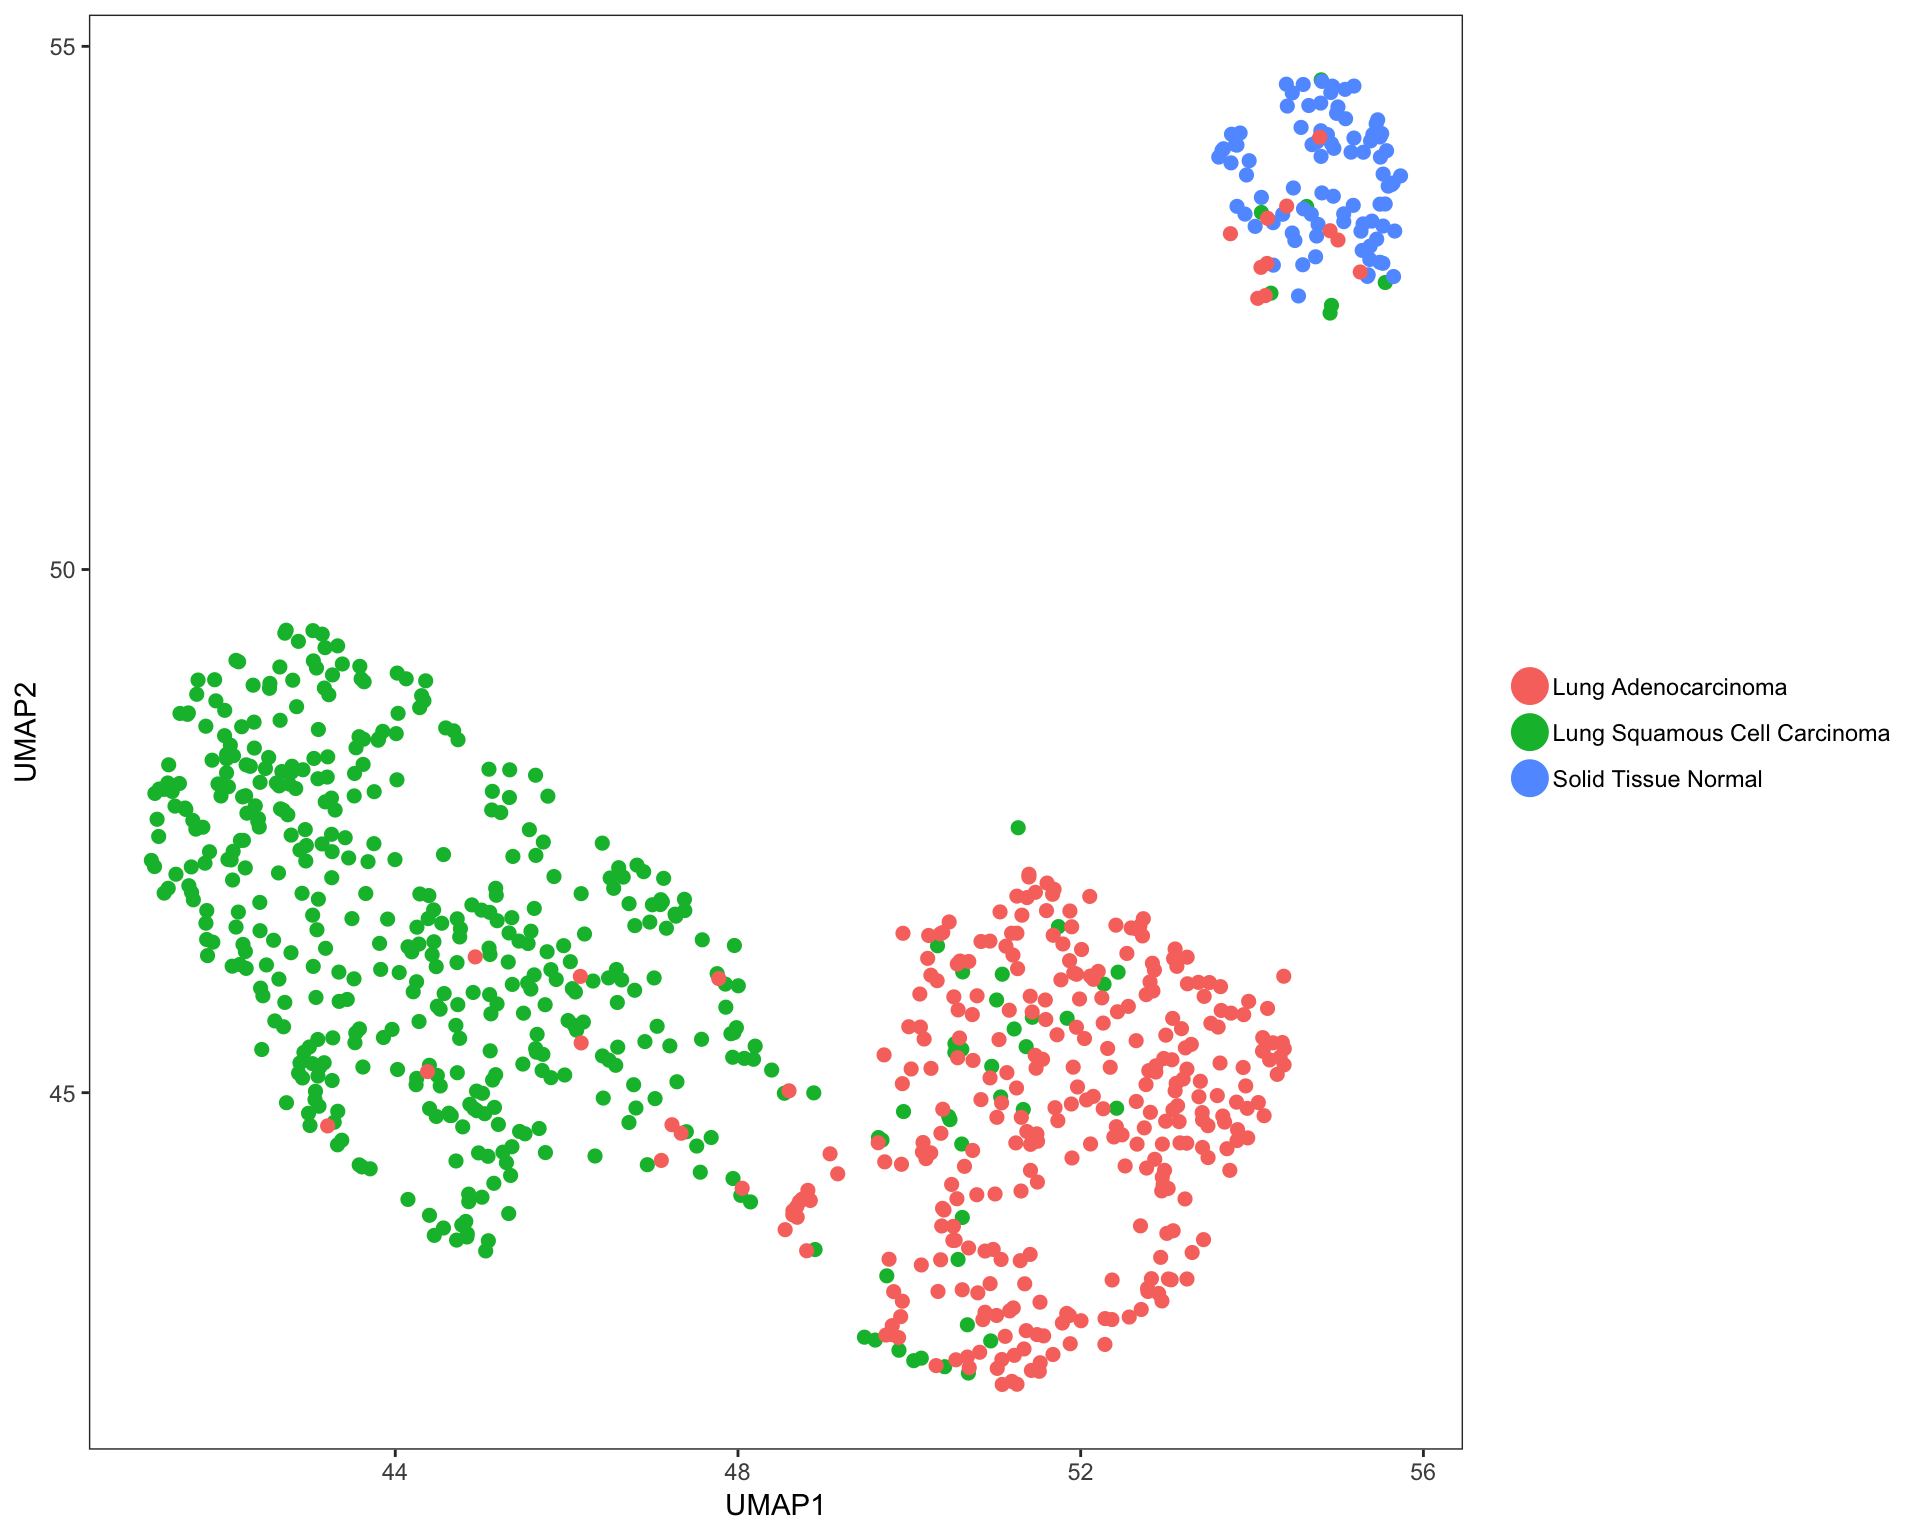 55
50
45
44
48
52
56
UMAP1
UMAP2
Lung Adenocarcinoma
Lung Squamous Cell Carcinoma
Solid Tissue Normal